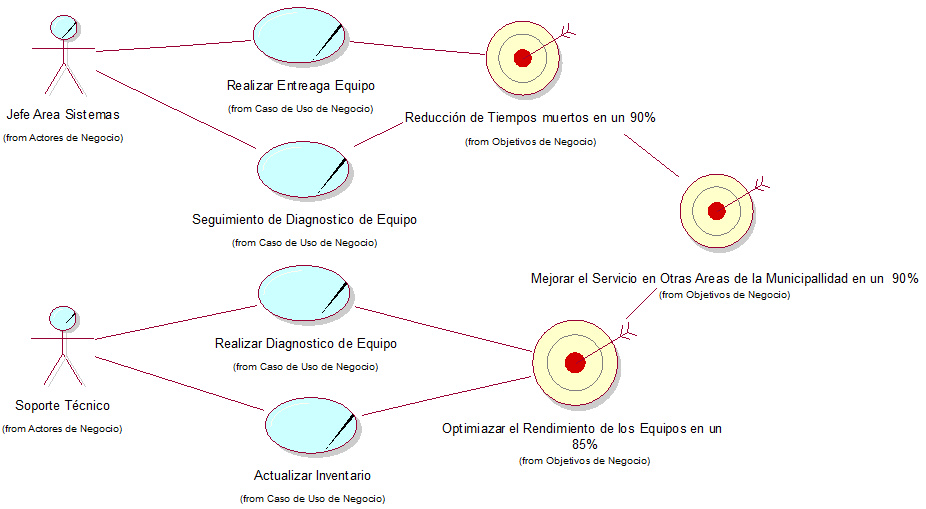 Jefe Area Sistemas
(from Actores de Negocio)
Realizar Entreaga Equipo
(from Caso de Uso de Negocio)
Reducción de Tiempos muertos en un 90%
(from Objetivos de Negocio)
Seguimiento de Diagnostico de Equipo
(from Caso de Uso de Negocio)
Mejorar el Servicio en Otras Areas de la Municipallidad en un 90%
(from Objetivos de Negocio)
Realizar Diagnostico de Equipo
(from Caso de Uso de Negocio)
Soporte Técnico
(from Actores de Negocio)
Optimiazar el Rendimiento de los Equipos en un
85%
(from Objetivos de Negocio)
Actualizar Inventario
(from Caso de Uso de Negocio)